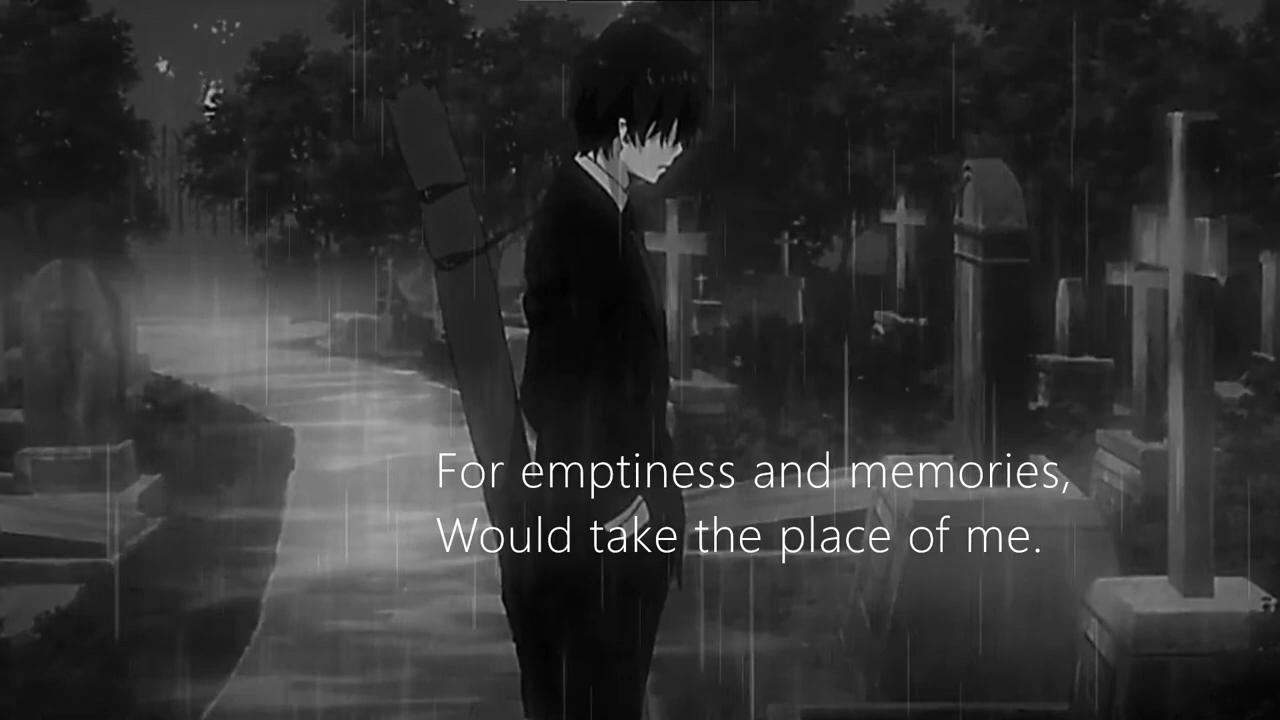 For emptiness and memories,
Would take the place of me.